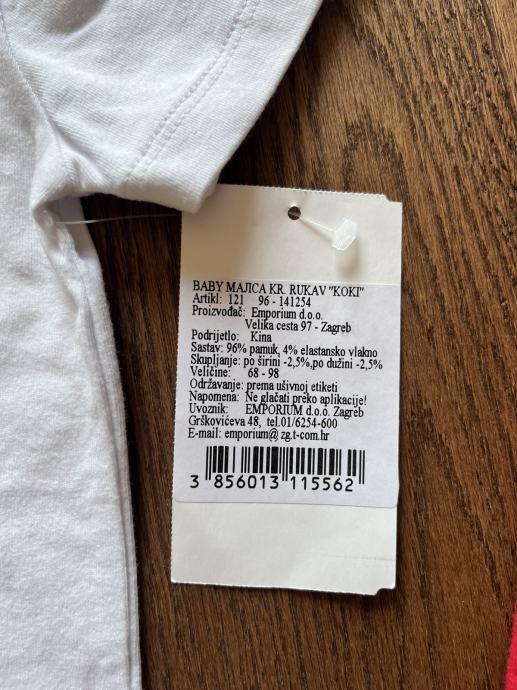 BABY MAJICA KR. RUKAV "KOKI"
Artikl: 121 96 - 141254
Proizvođač: Emporium d.o.o.
Velika cesta 97 - Zagreb
Podrijetlo: Kina
Sastav: 96% pamuk, 4% elastansko vlakno
Skupljanje: po širini -2,5%,po dužini -2,5%
Veličine: 68 - 98
Održavanje: prema ušivnoj etiketi
Napomena: Ne glačati preko aplikacije!
Uvoznik: EMPORIUM d.o.o. Zagreb
Grškovićeva 48, tel.01/6254-600
E-mail: emporium@zg.t-com.hr
3 856013 115562